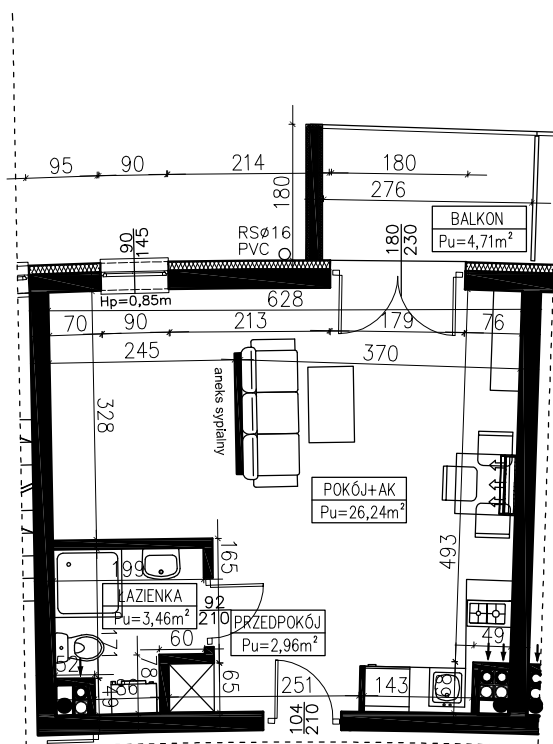 95
90
214
180
276
180
RSø16
PVC
90
145
180
230
BALKON
Pu=4,71m²
Hp=0,85m
628
70
90
213
179
76
245
370
aneks sypialny
328
POKÓJ+AK
Pu=26,24m²
493
165
199
ŁAZIENKA
Pu=3,46m²
92
210
PRZEDPOKÓJ
Pu=2,96m²
60
49
65
251
143
104
210